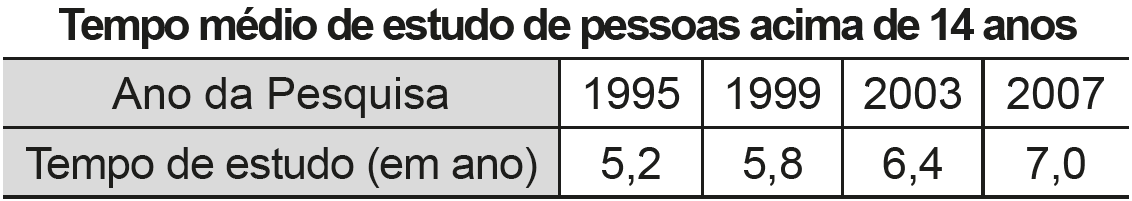 Tempo médio de estudo de pessoas acima de 14 anos
Ano da Pesquisa 1995 1999 2003 2007
Tempo de estudo (em ano) 5,2 5,8 6,4 7,0